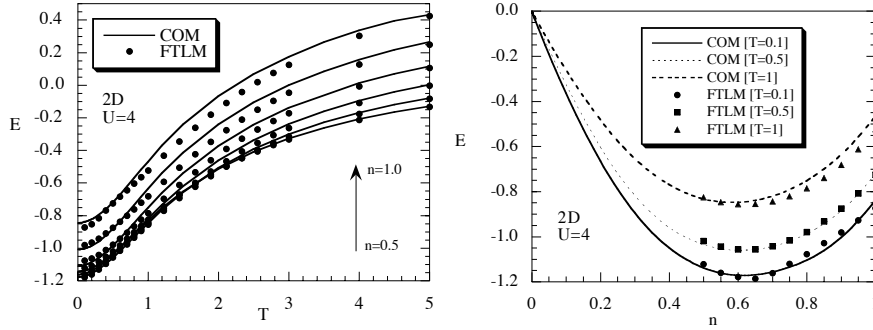 0.4
0.2
0.0
-0.2
-0.4
-0.6
-0.8
-1.0
-1.2
E
COM
FTLM
2D
U=4
n=1.0
n=0.5
0 1 2 3 4 5
T
0.0
-0.2
-0.4
-0.6
-0.8
-1.0
-1.2
E
COM [T=0.1]
COM [T=0.5]
COM [T=1]
FTLM [T=0.1]
FTLM [T=0.5]
FTLM [T=1]
2D
U=4
0 0.2 0.4 0.6 0.8
n